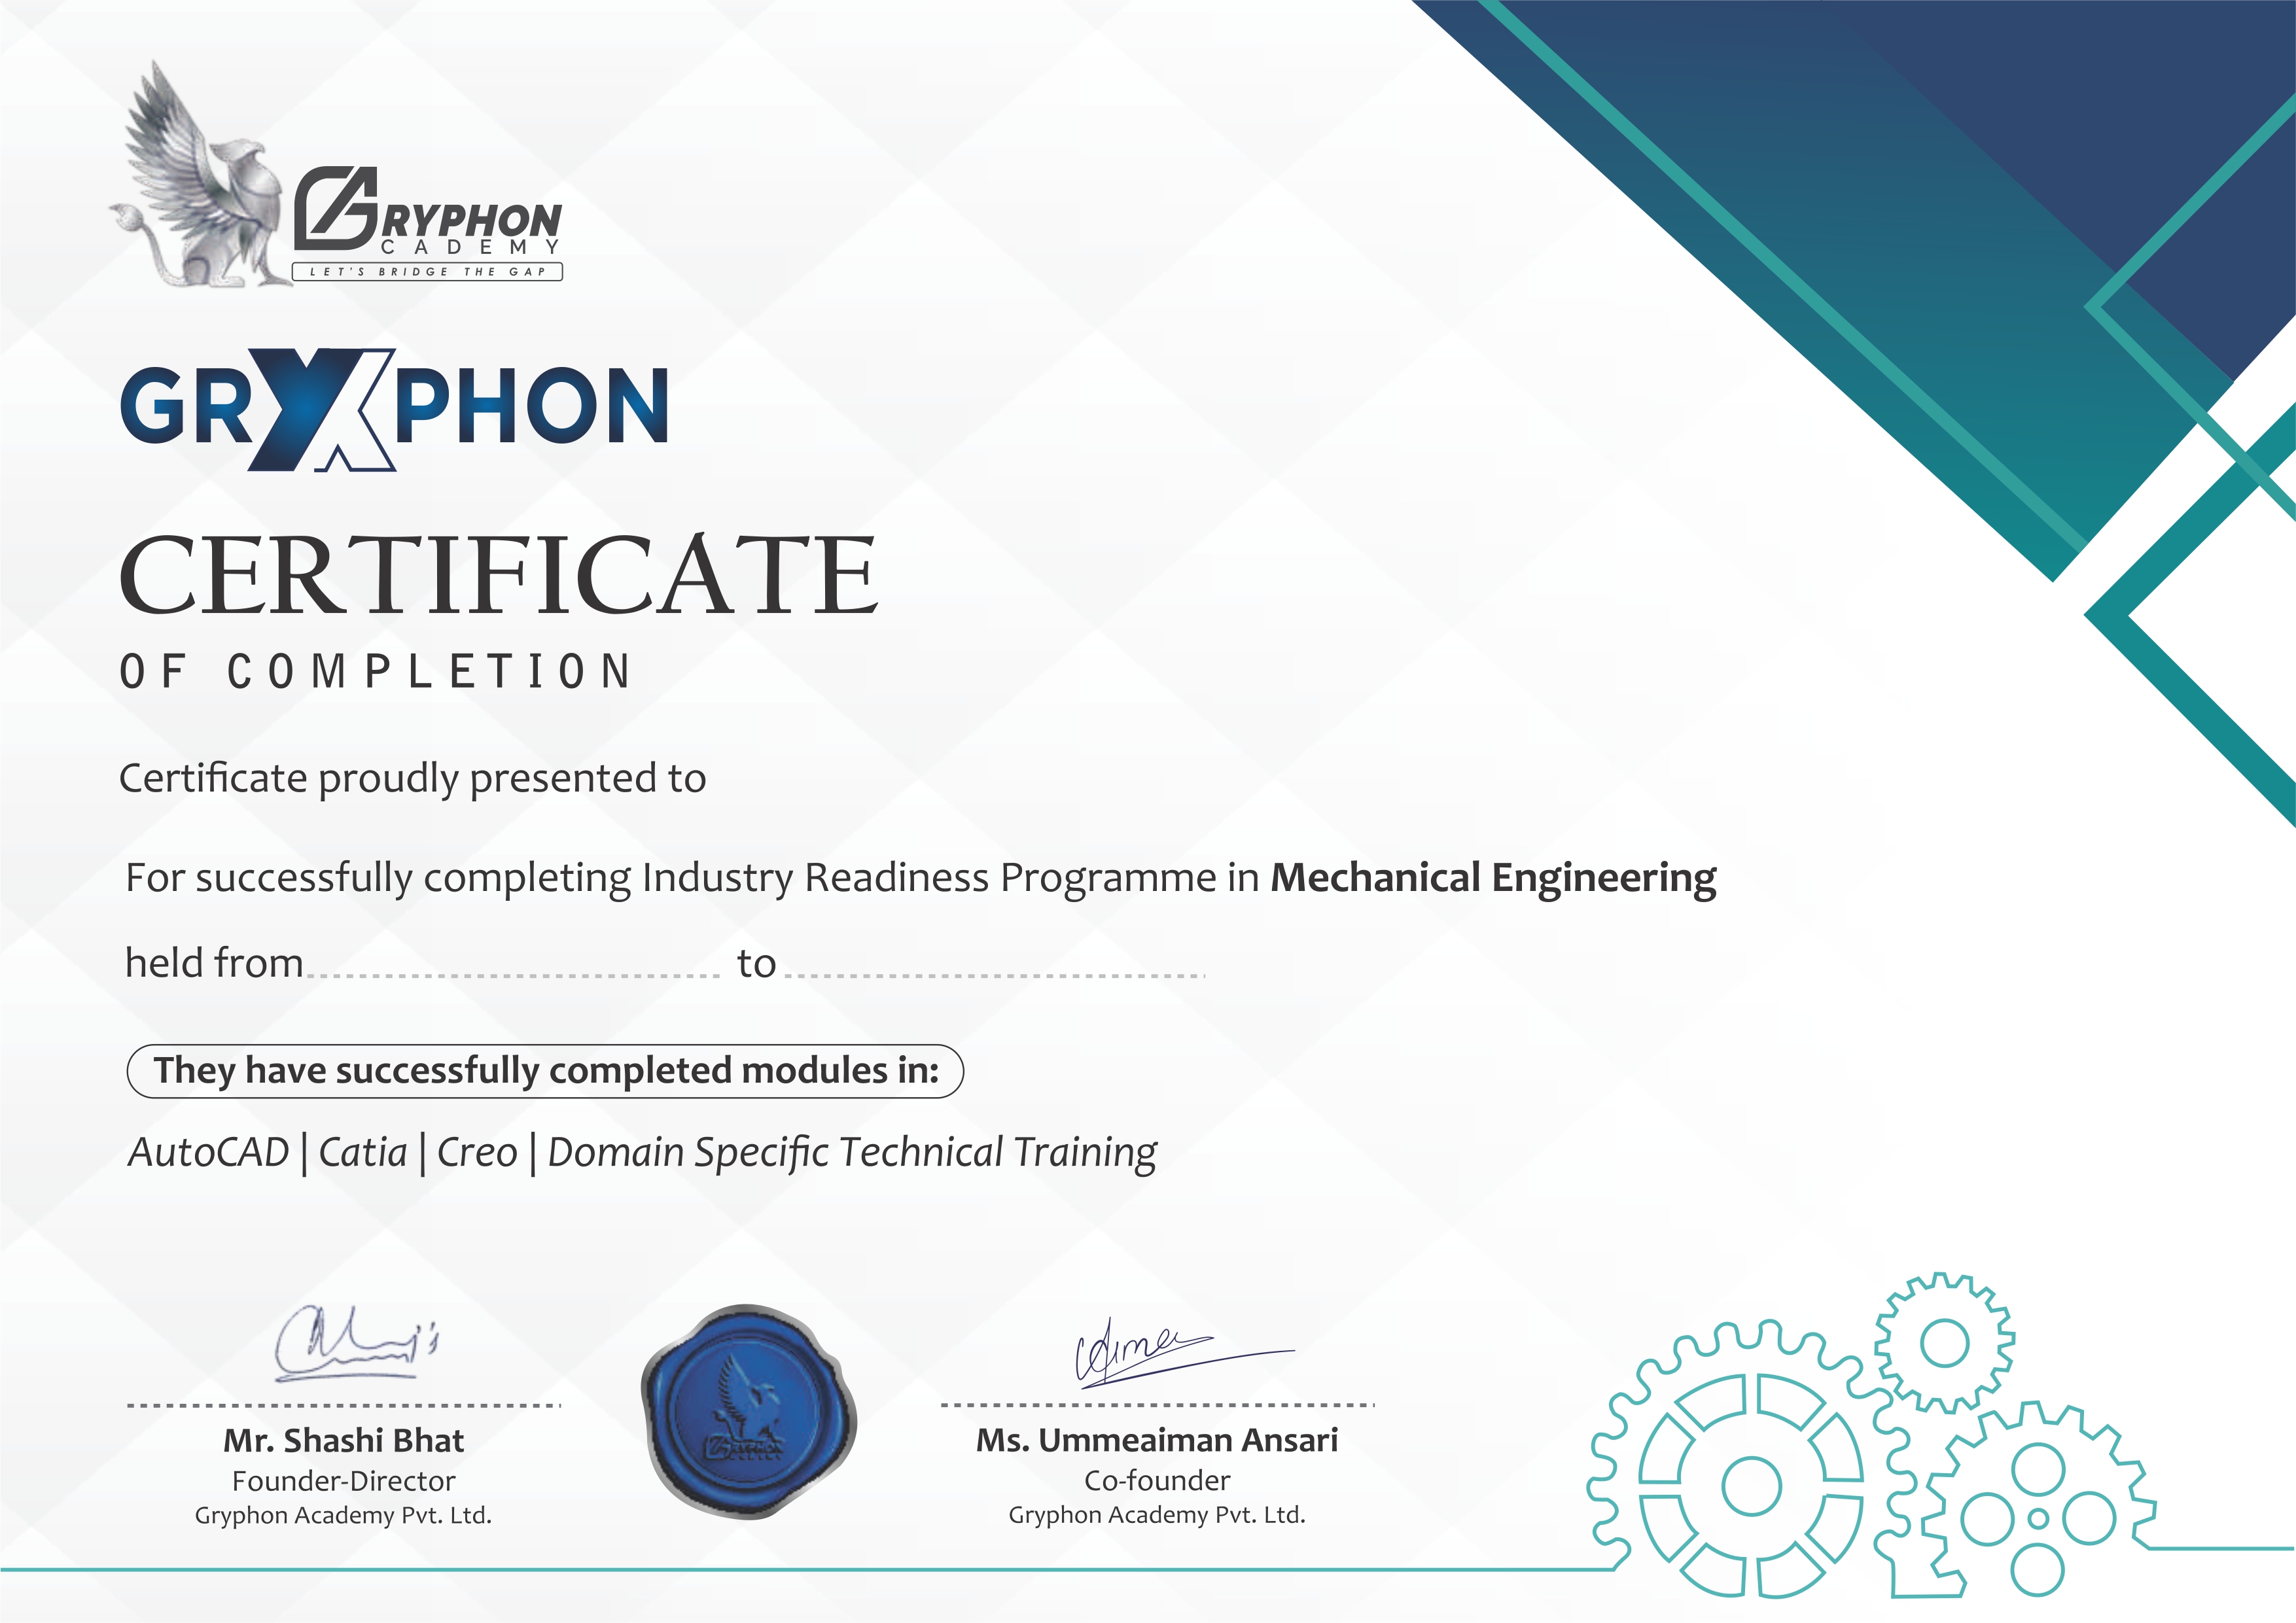 GRYPHON
ACADEMY
LET'S BRIDGE THE GAP
GRYXPHON
CERTIFICATE
OF COMPLETION
Certificate proudly presented to
For successfully completing Industry Readiness Programme in Mechanical Engineering
held from to
They have successfully completed modules in:
AutoCAD | Catia | Creo | Domain Specific Technical Training
GRYPHON
Mr. Shashi Bhat
Founder-Director
Gryphon Academy Pvt. Ltd.
Ms. Ummeaiman Ansari
Co-founder
Gryphon Academy Pvt. Ltd.